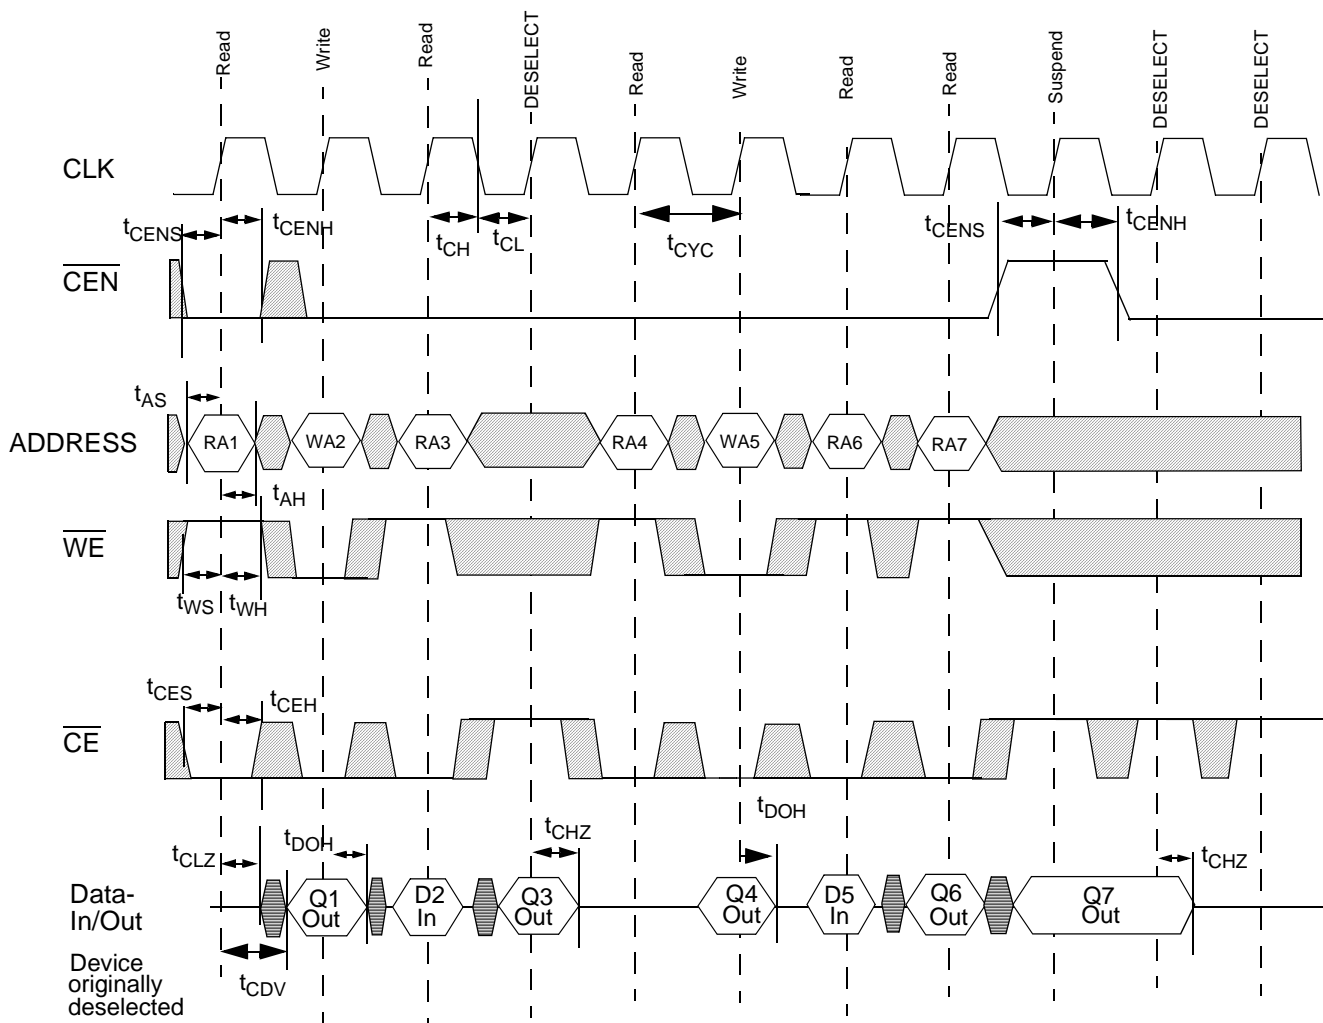 Read Write Read DESELECT Read Write Read Read Suspend DESELECT DESELECT
CLK
tCENS tCENH tCH tCL tCYC tCENS tCENH
CEN
tAS
ADDRESS RA1 WA2 RA3 RA4 WA5 RA6 RA7
tAH
WE
tWS tWH
tCES tCEH
CE
tDOH
tCLZ tDOH tCHZ tCHZ
Data-
In/Out
Q1
Out
D2
In
Q3
Out
Q4
Out
D5
In
Q6
Out
Q7
Out
tCDV
Device
originally
deselected